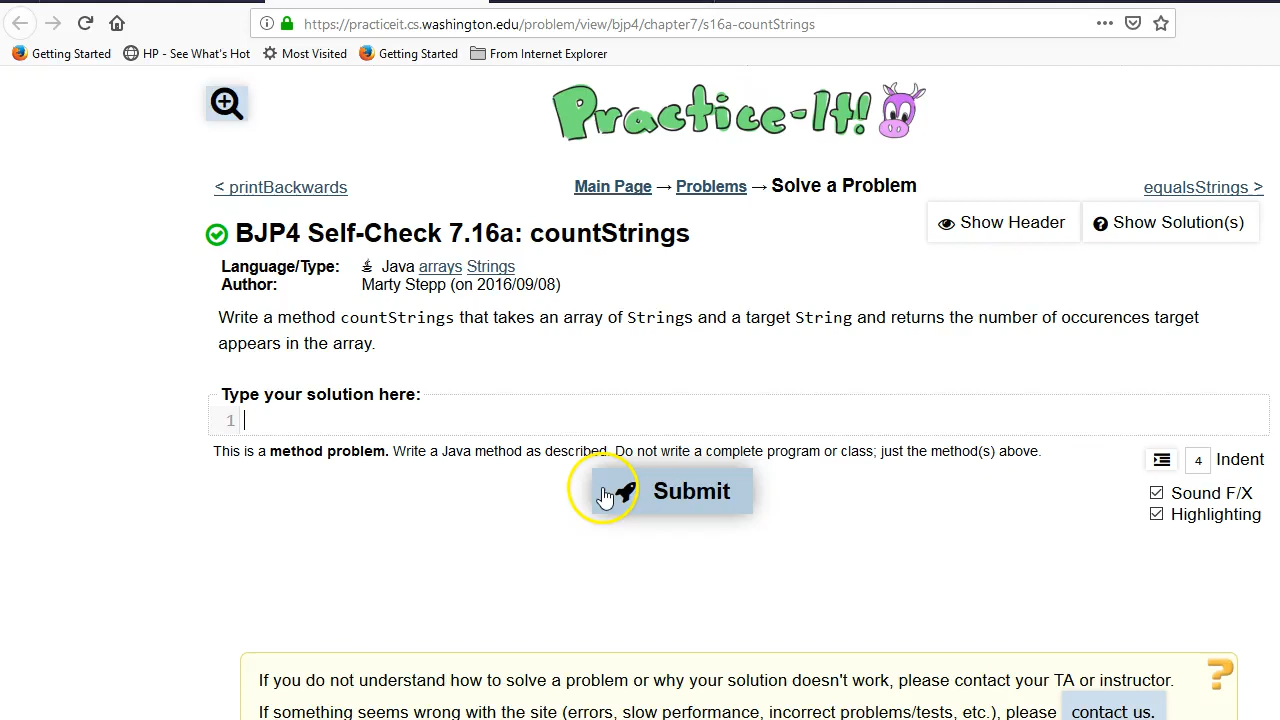 https://practiceit.cs.washington.edu/problem/view/bjp4/chapter7/s16a-countStrings
Getting Started HP - See What's Hot Most Visited Getting Started From Internet Explorer
Practice-It!
< printBackwards Main Page → Problems → Solve a Problem equalsStrings >
Show Header Show Solution(s)
BJP4 Self-Check 7.16a: countStrings
Language/Type: Java arrays Strings
Author: Marty Stepp (on 2016/09/08)
Write a method countStrings that takes an array of Strings and a target String and returns the number of occurences target
appears in the array.
Type your solution here:
1
This is a method problem. Write a Java method as described. Do not write a complete program or class; just the method(s) above.
4 Indent
Submit
Sound F/X
Highlighting
If you do not understand how to solve a problem or why your solution doesn't work, please contact your TA or instructor.
If something seems wrong with the site (errors, slow performance, incorrect problems/tests, etc.), please contact us.